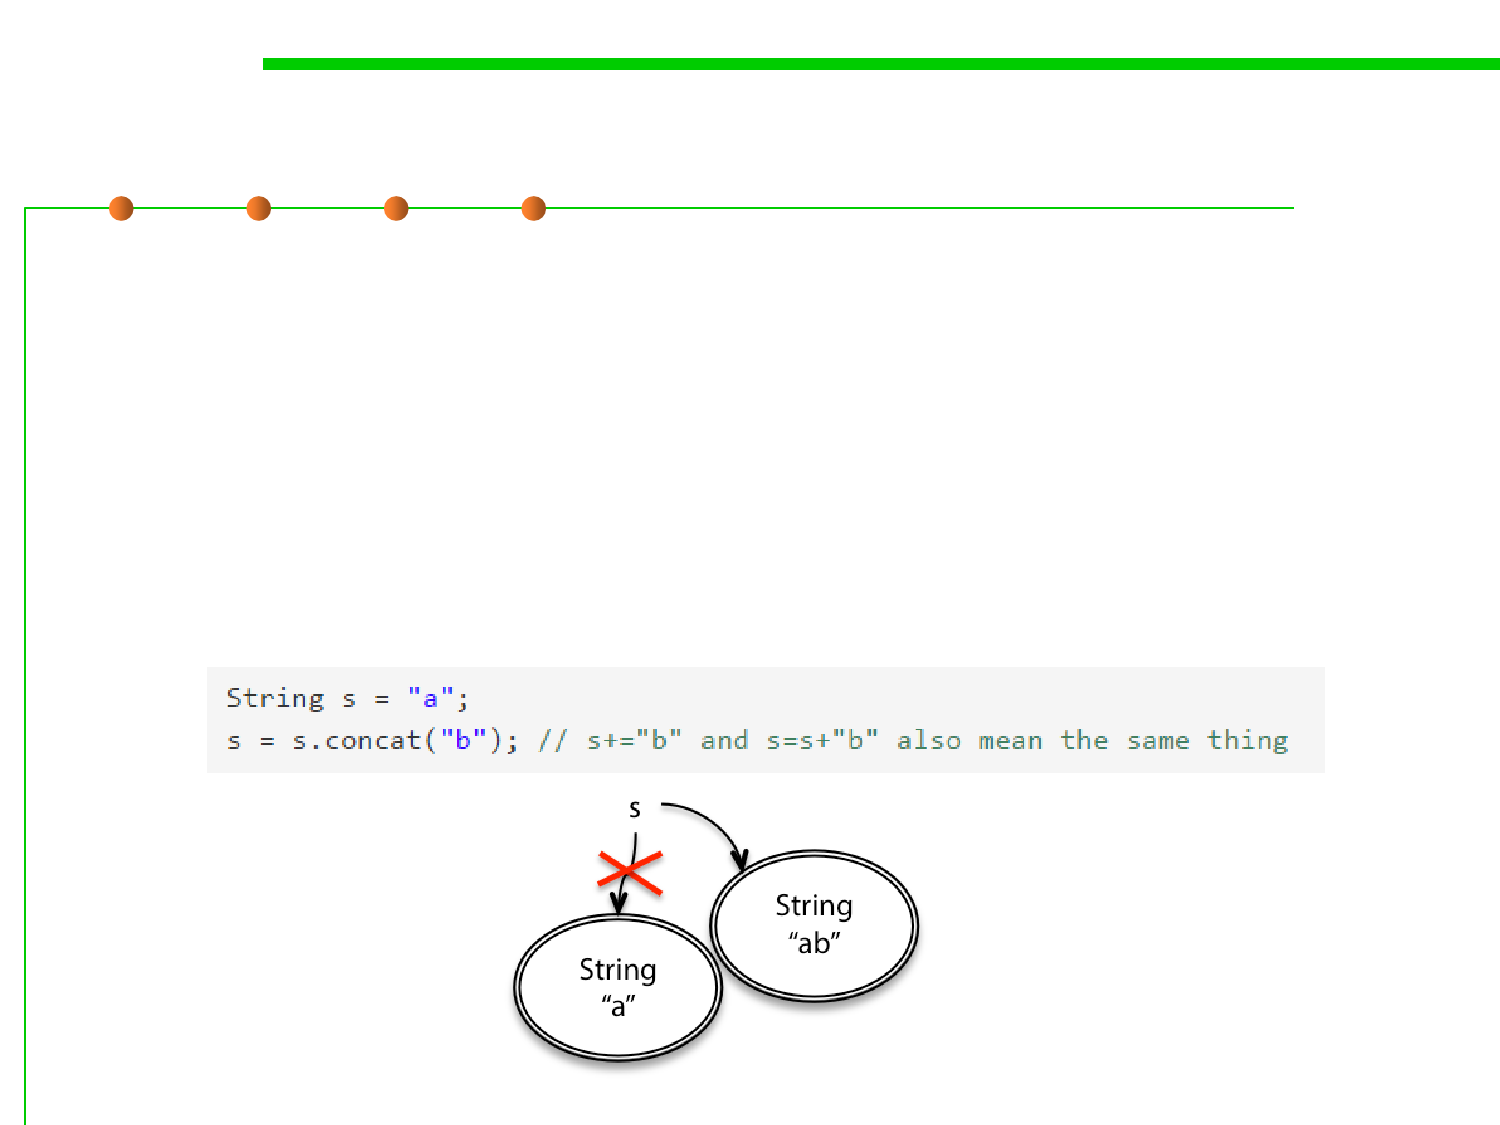 String s = "a";
s = s.concat("b"); // s+="b" and s=s+"b" also mean the same thing
s
String
“ab”
String
“a”